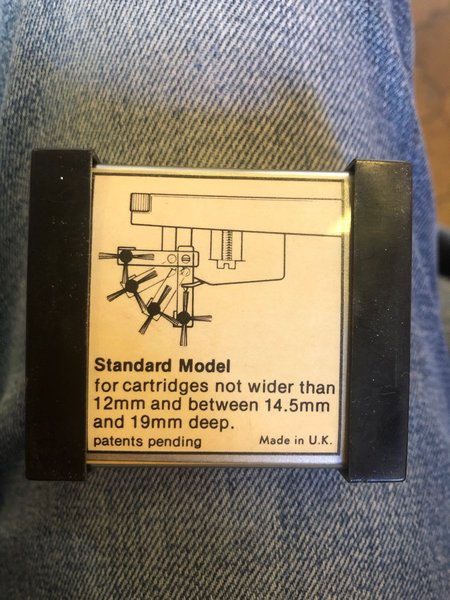 Standard Model
for cartridges not wider than
12mm and between 14.5mm
and 19mm deep.
patents pending Made in U.K.